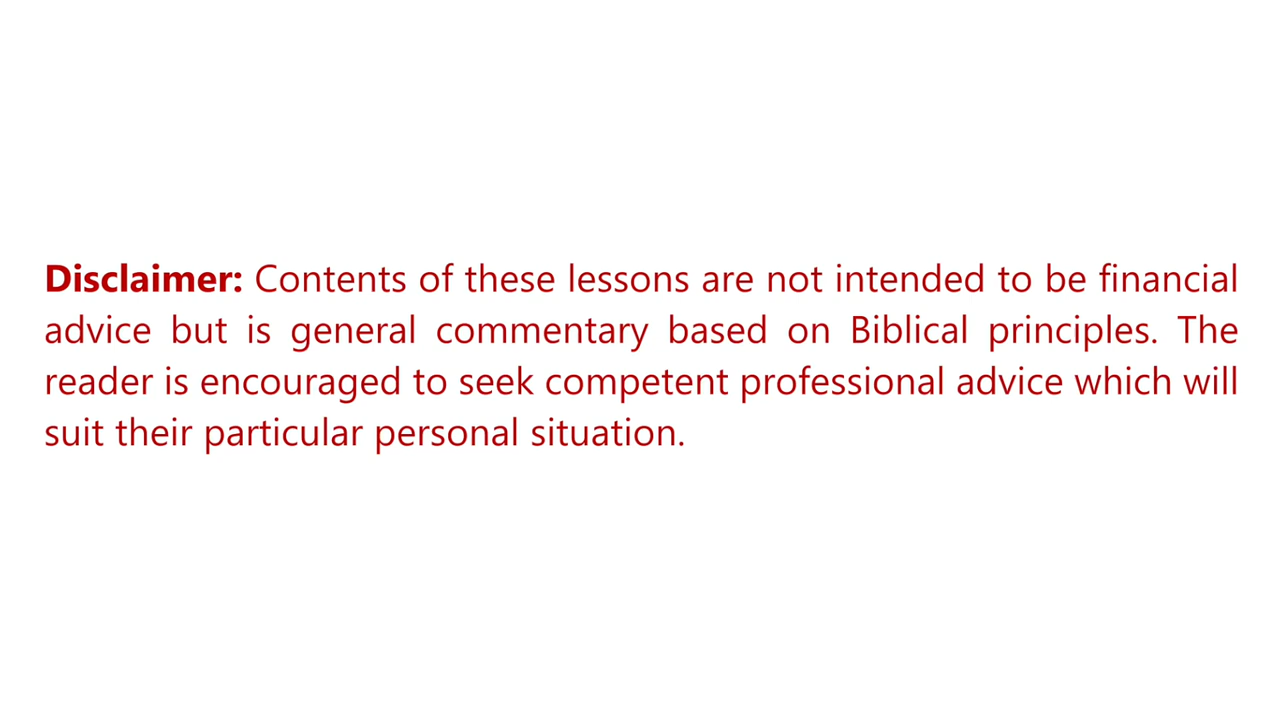 Disclaimer: Contents of these lessons are not intended to be financial
advice but is general commentary based on Biblical principles. The
reader is encouraged to seek competent professional advice which will
suit their particular personal situation.